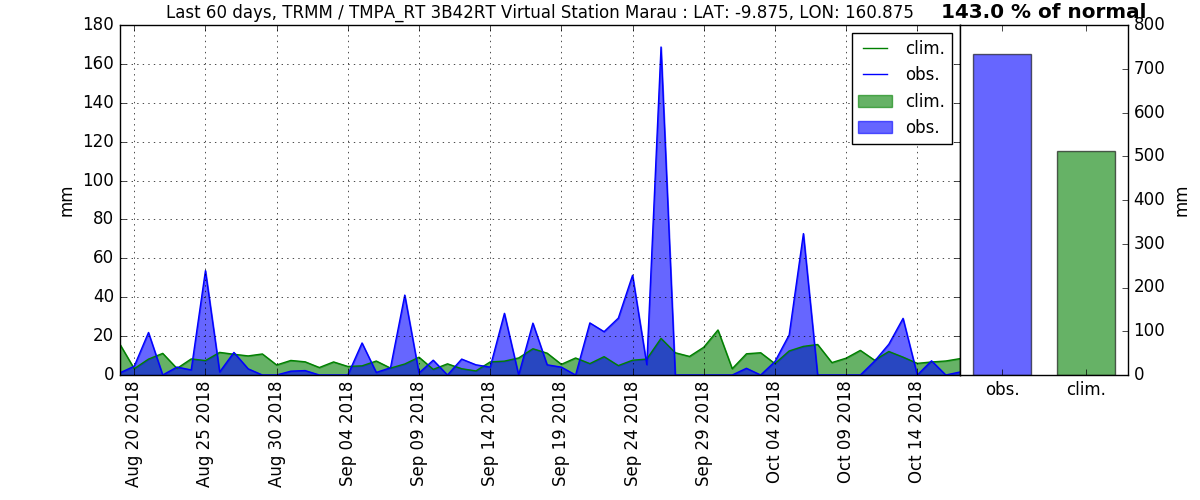 Last 60 days, TRMM / TMPA_RT 3B42RT Virtual Station Marau : LAT: -9.875, LON: 160.875
143.0 % of normal
180
160
140
120
100
80
60
40
20
0
mm
clim.
obs.
clim.
obs.
Aug 20 2018
Aug 25 2018
Aug 30 2018
Sep 04 2018
Sep 09 2018
Sep 14 2018
Sep 19 2018
Sep 24 2018
Sep 29 2018
Oct 04 2018
Oct 09 2018
Oct 14 2018
800
700
600
500
400
300
200
100
0
mm
obs.
clim.